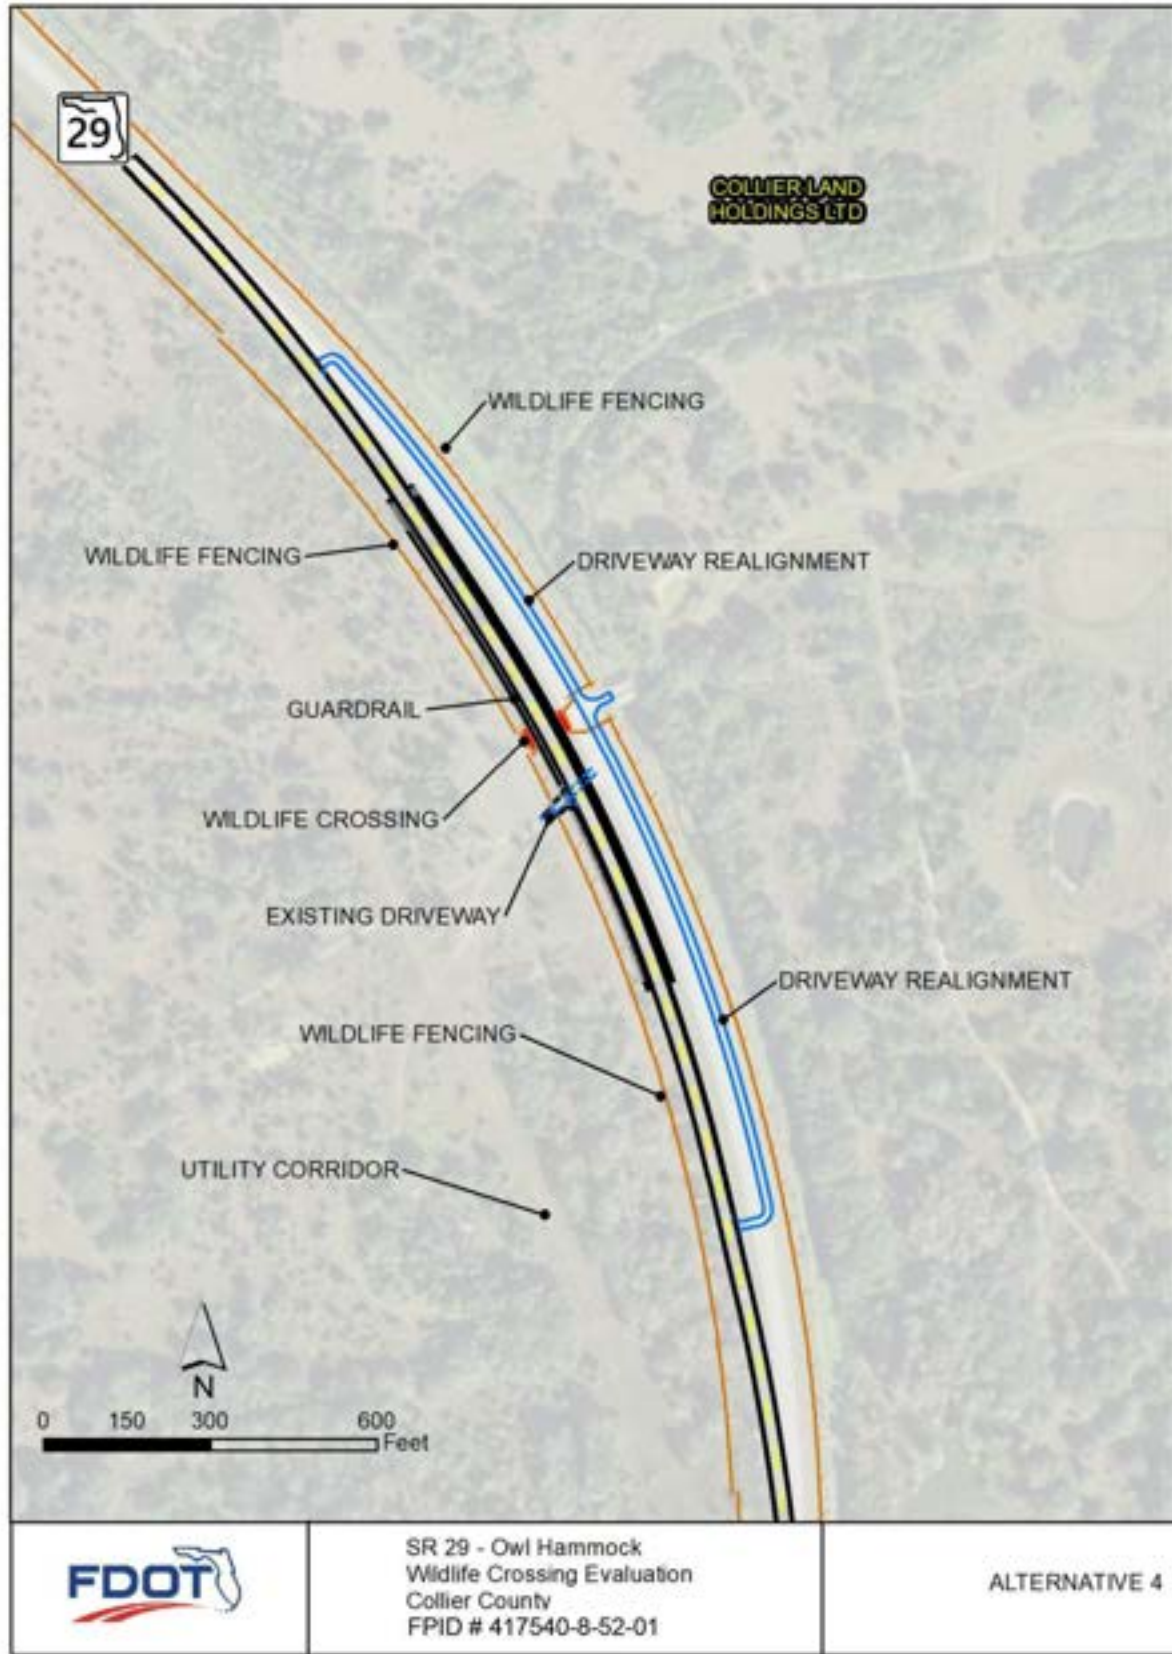 29
COLLIER LAND
HOLDINGS LTD
WILDLIFE FENCING
WILDLIFE FENCING
DRIVEWAY REALIGNMENT
GUARDRAIL
WILDLIFE CROSSING
EXISTING DRIVEWAY
DRIVEWAY REALIGNMENT
WILDLIFE FENCING
UTILITY CORRIDOR
N
0 150 300 600
Feet
FDOT
SR 29 - Owl Hammock
Wildlife Crossing Evaluation
Collier County
FPID # 417540-8-52-01
ALTERNATIVE 4